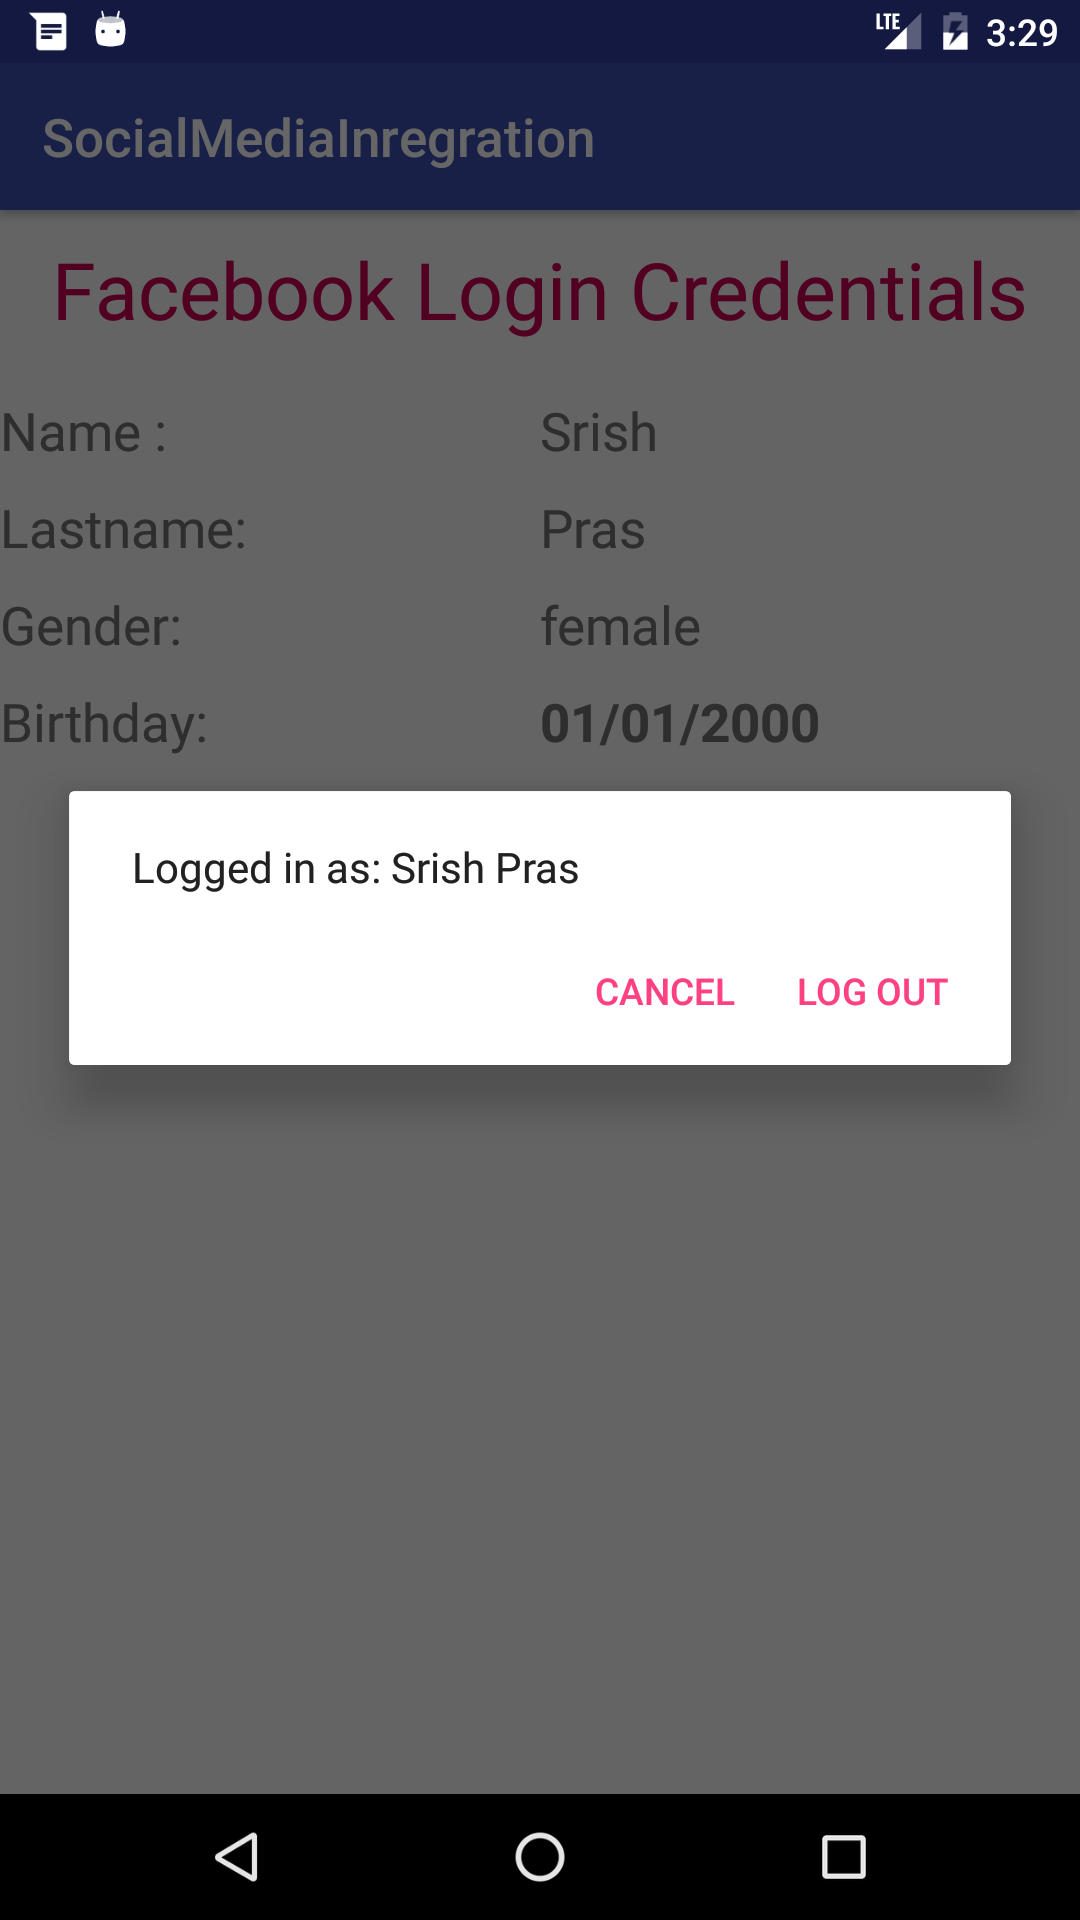 LTE 3:29
SocialMediaInregration
Facebook Login Credentials
Name : Srish
Lastname: Pras
Gender: female
Birthday: 01/01/2000
Logged in as: Srish Pras
CANCEL LOG OUT